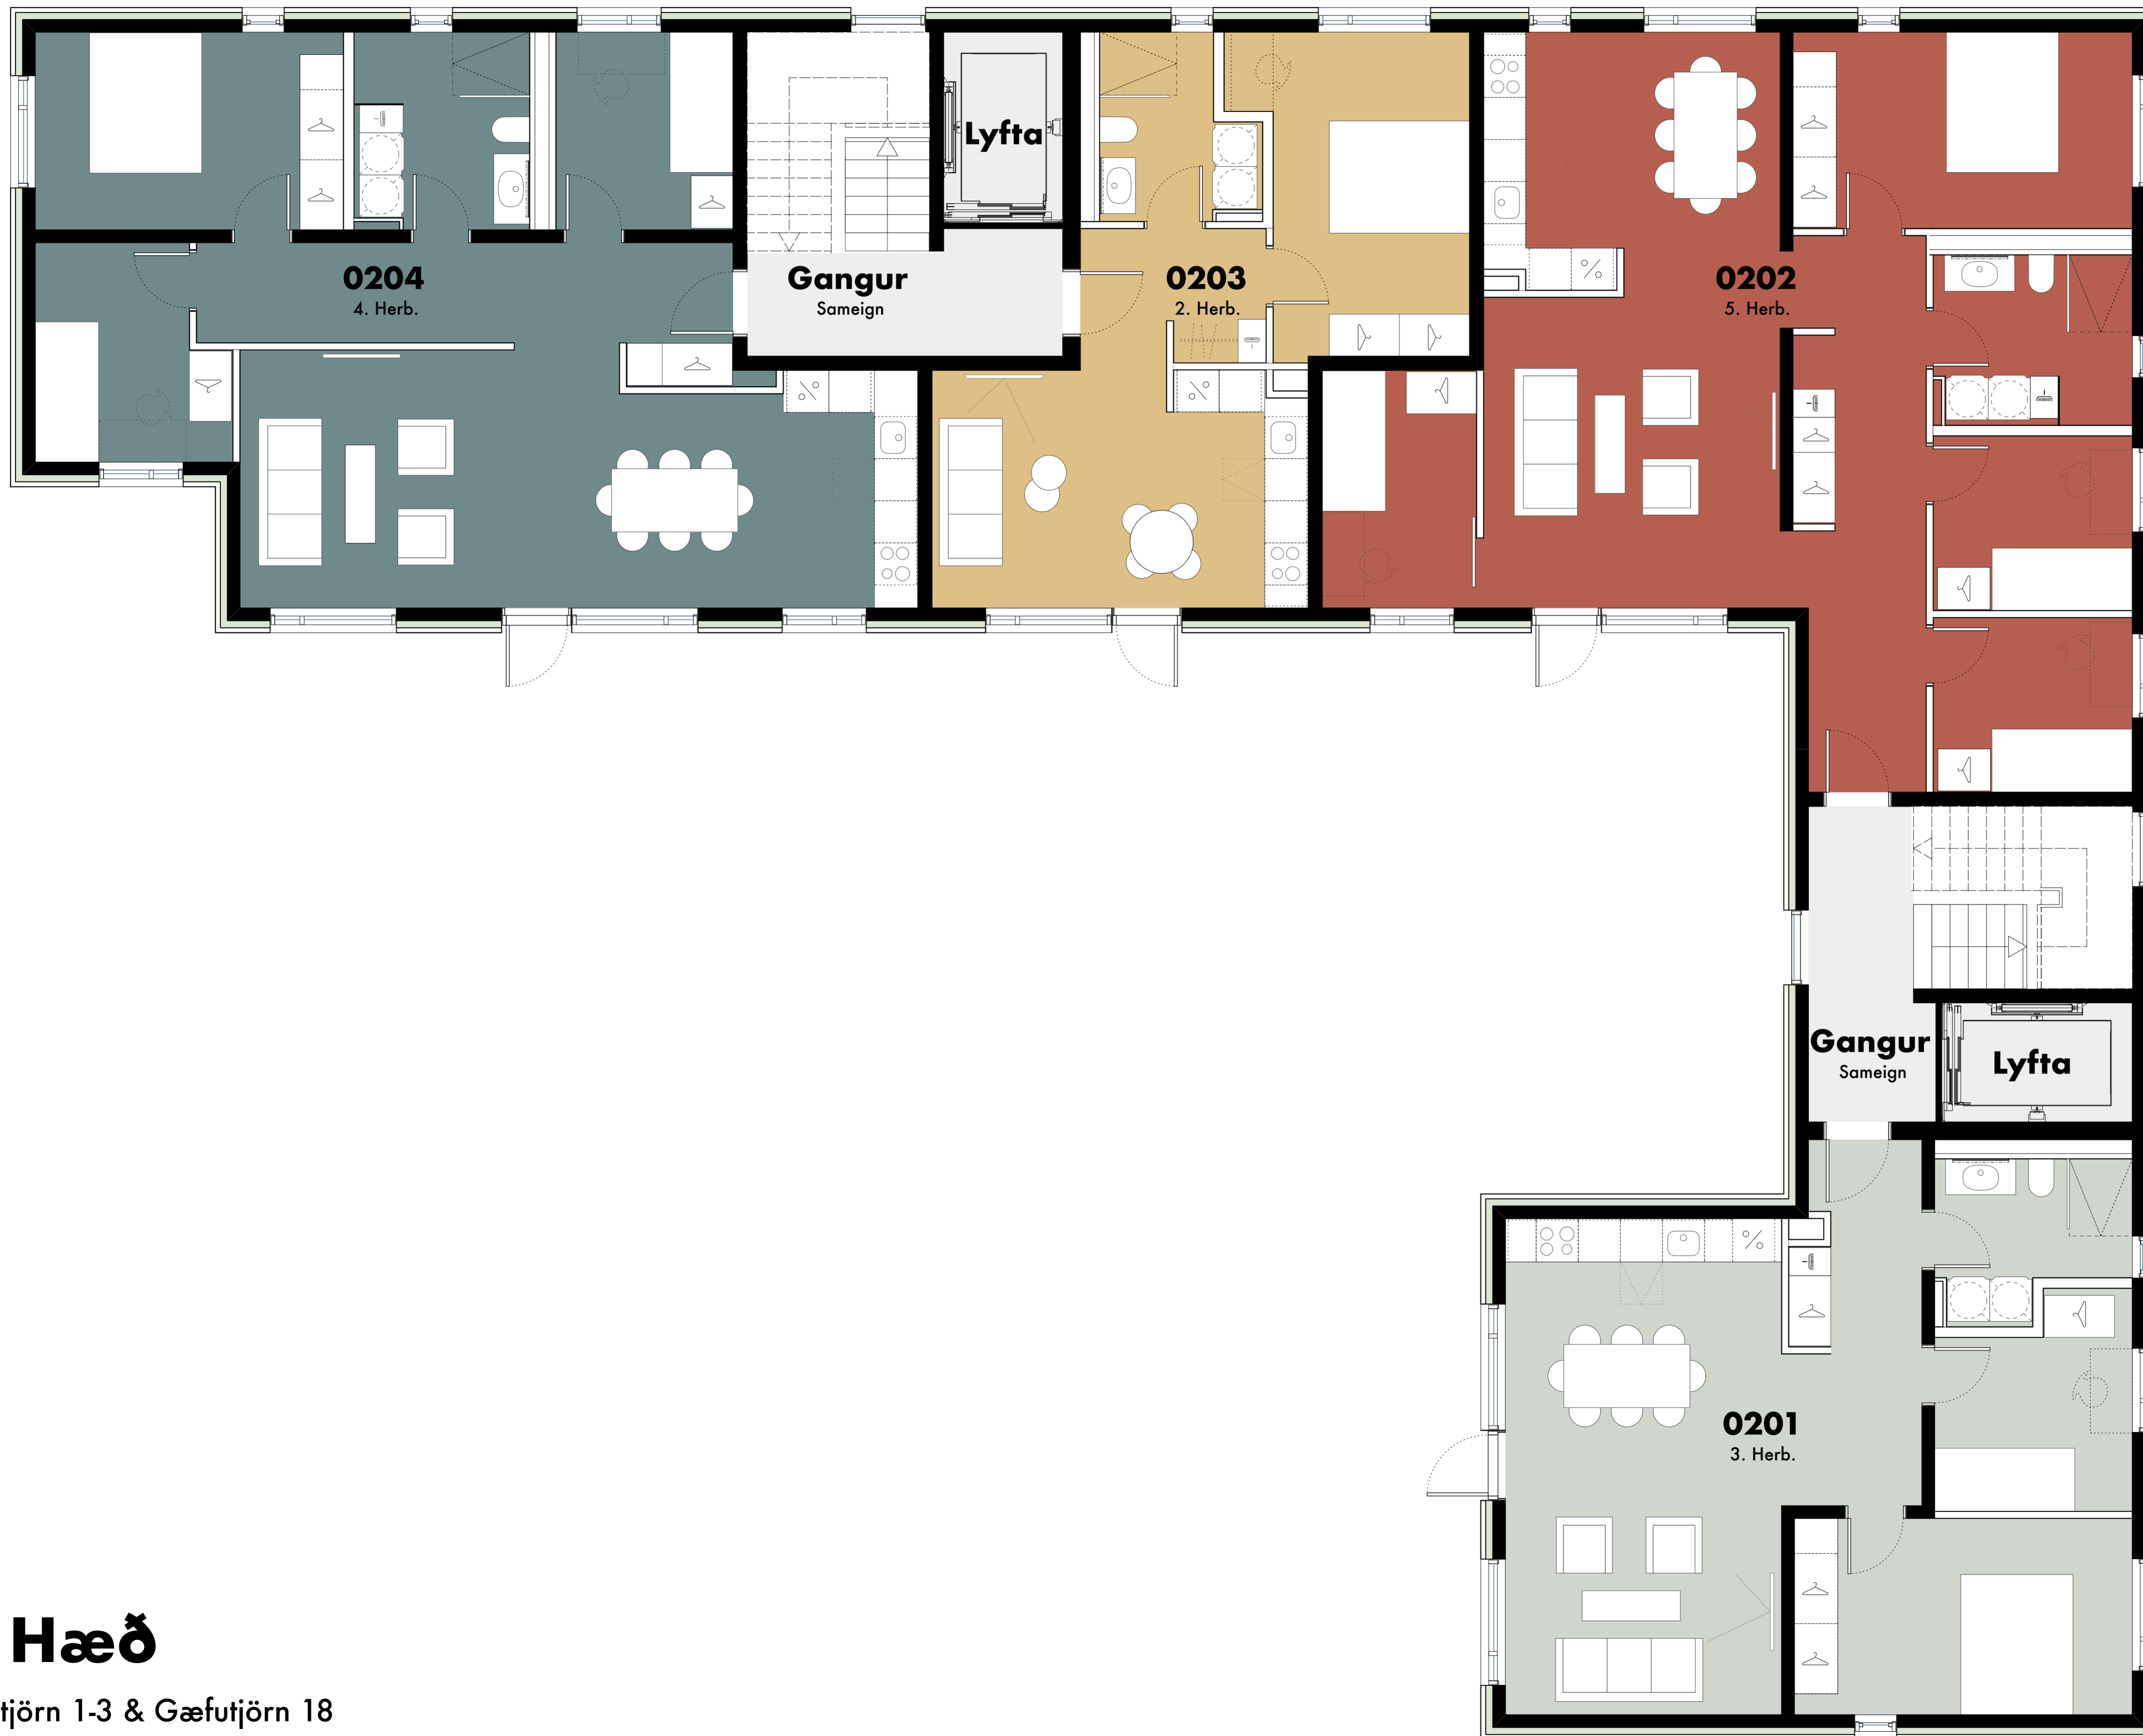 Lyfta
0204
4. Herb.
Gangur
Sameign
0203
2. Herb.
0202
5. Herb.
Gangur
Sameign
Lyfta
0201
3. Herb.
Hæð
tjörn 1-3 & Gæfutjörn 18